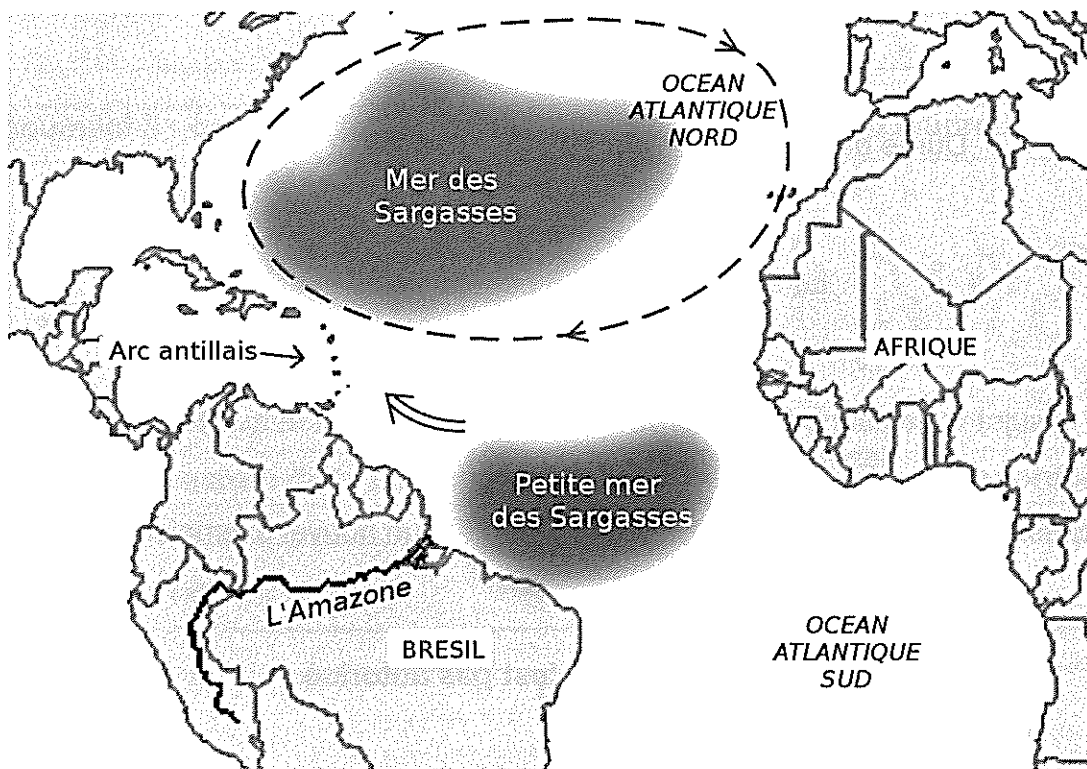 OCEAN
ATLANTIQUE
NORD
Mer des
Sargasses
Arc antillais
AFRIQUE
Petite mer
des Sargasses
L'Amazone
BRESIL
OCEAN
ATLANTIQUE
SUD